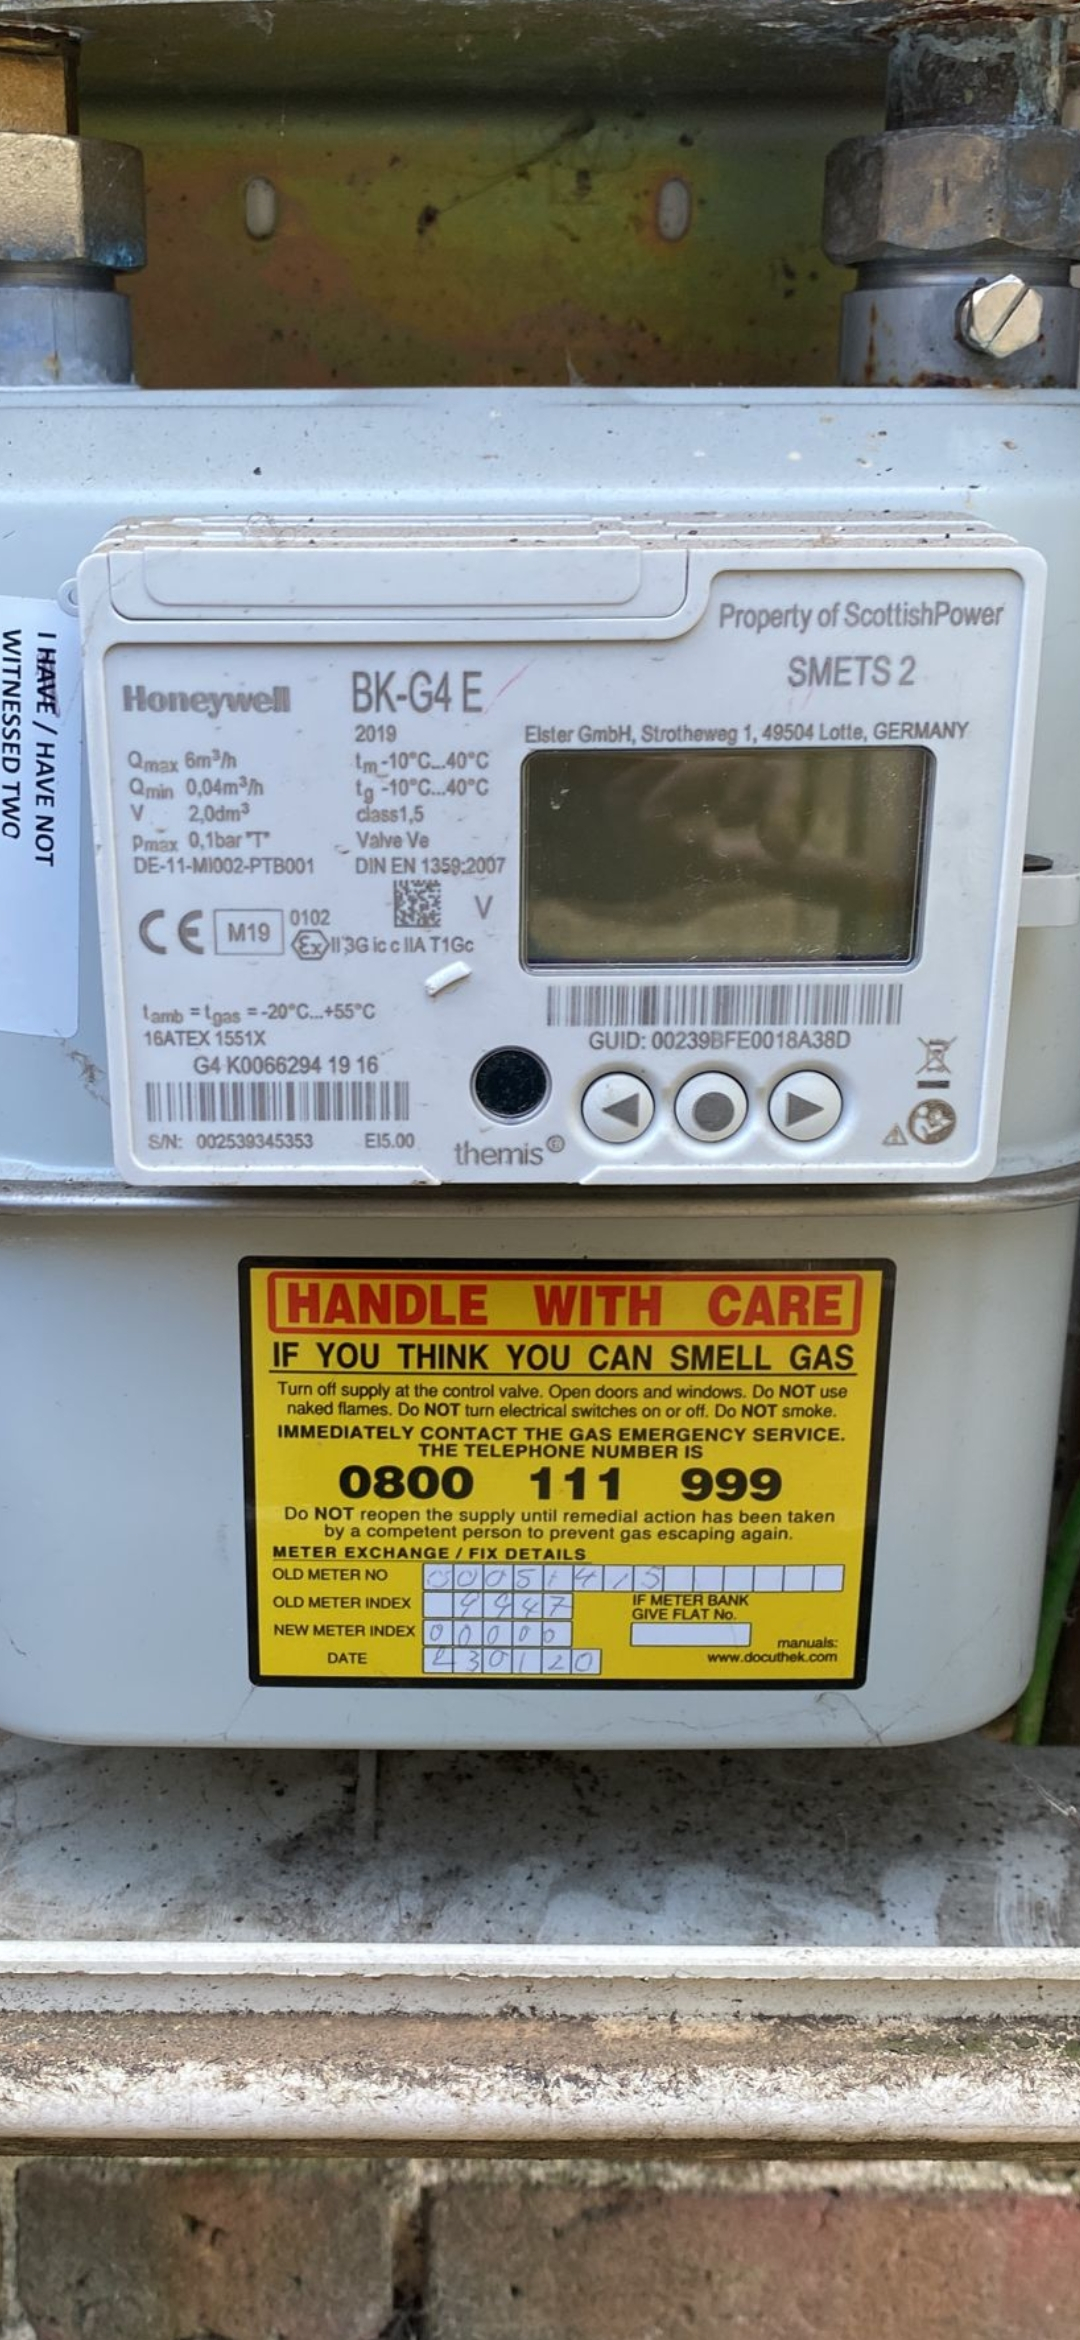 I HAVE / HAVE NOT
WITNESSED TWO
Property of ScottishPower
SMETS 2
Honeywell
BK-G4 E
2019
Elster GmbH, Strotheweg 1, 49504 Lotte, GERMANY
Qmax 6m³/h
tm -10°C...40°C
Qmin 0,04m³/h
tg -10°C...40°C
V 2,0dm³
class1,5
pmax 0,1bar "T"
Valve Ve
DE-11-MI002-PTB001
DIN EN 1359:2007
V
CE M19 0102
Ex II 3G ic c IIA T1Gc
tamb = tgas = -20°C...+55°C
16ATEX 1551X
G4 K0066294 19 16
S/N: 002539345353
EI5.00
GUID: 00239BFE0018A38D
themis
HANDLE WITH CARE
IF YOU THINK YOU CAN SMELL GAS
Turn off supply at the control valve. Open doors and windows. Do NOT use
naked flames. Do NOT turn electrical switches on or off. Do NOT smoke.
IMMEDIATELY CONTACT THE GAS EMERGENCY SERVICE.
THE TELEPHONE NUMBER IS
0800 111 999
Do NOT reopen the supply until remedial action has been taken
by a competent person to prevent gas escaping again.
METER EXCHANGE / FIX DETAILS
OLD METER NO 00051415
OLD METER INDEX 9947
IF METER BANK
GIVE FLAT No.
NEW METER INDEX 00000
DATE 230120
manuals:
www.docuthek.com